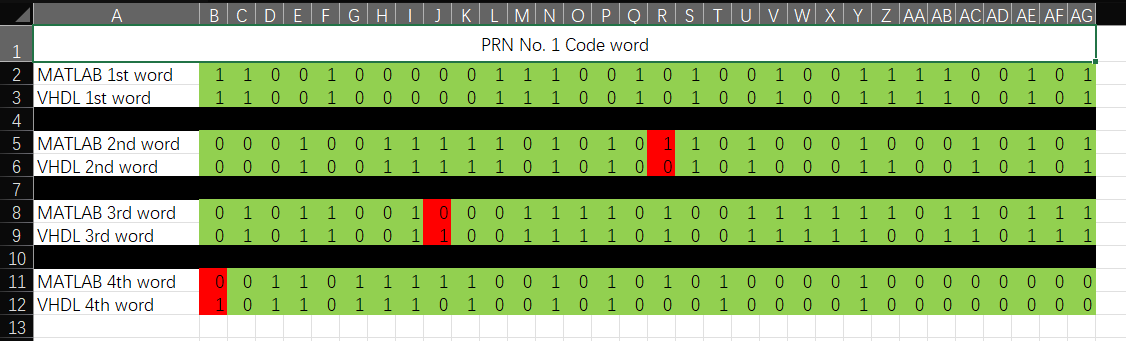 A B C D E F G H I J K L M N O P Q R S T U V W X Y Z AA AB AC AD AE AF AG
1 PRN No. 1 Code word
2 MATLAB 1st word 1 1 0 0 1 0 0 0 0 0 1 1 1 0 0 1 0 1 0 0 1 0 0 1 1 1 1 0 0 1 0 1
3 VHDL 1st word 1 1 0 0 1 0 0 0 0 0 1 1 1 0 0 1 0 1 0 0 1 0 0 1 1 1 1 0 0 1 0 1
4
5 MATLAB 2nd word 0 0 0 1 0 0 1 1 1 1 1 0 1 0 1 0 1 1 0 1 0 0 0 1 1 0 0 1 0 1 0 1
6 VHDL 2nd word 0 0 0 1 0 0 1 1 1 1 1 0 1 0 1 0 0 1 0 1 0 0 0 1 1 0 0 1 0 1 0 1
7
8 MATLAB 3rd word 0 1 0 1 1 0 0 1 0 0 0 1 1 1 1 0 1 0 0 1 1 1 1 1 0 0 1 1 0 1 1 1
9 VHDL 3rd word 0 1 0 1 1 0 0 1 1 0 0 1 1 1 1 0 1 0 0 1 1 1 1 1 0 0 1 1 0 1 1 1
10
11 MATLAB 4th word 0 0 1 1 0 1 1 1 1 1 0 0 1 0 1 0 0 0 1 0 0 0 0 1 0 0 0 0 0 0 0 0
12 VHDL 4th word 1 0 1 1 0 1 1 1 1 1 0 0 1 0 1 0 0 0 1 0 0 0 0 1 0 0 0 0 0 0 0 0
13